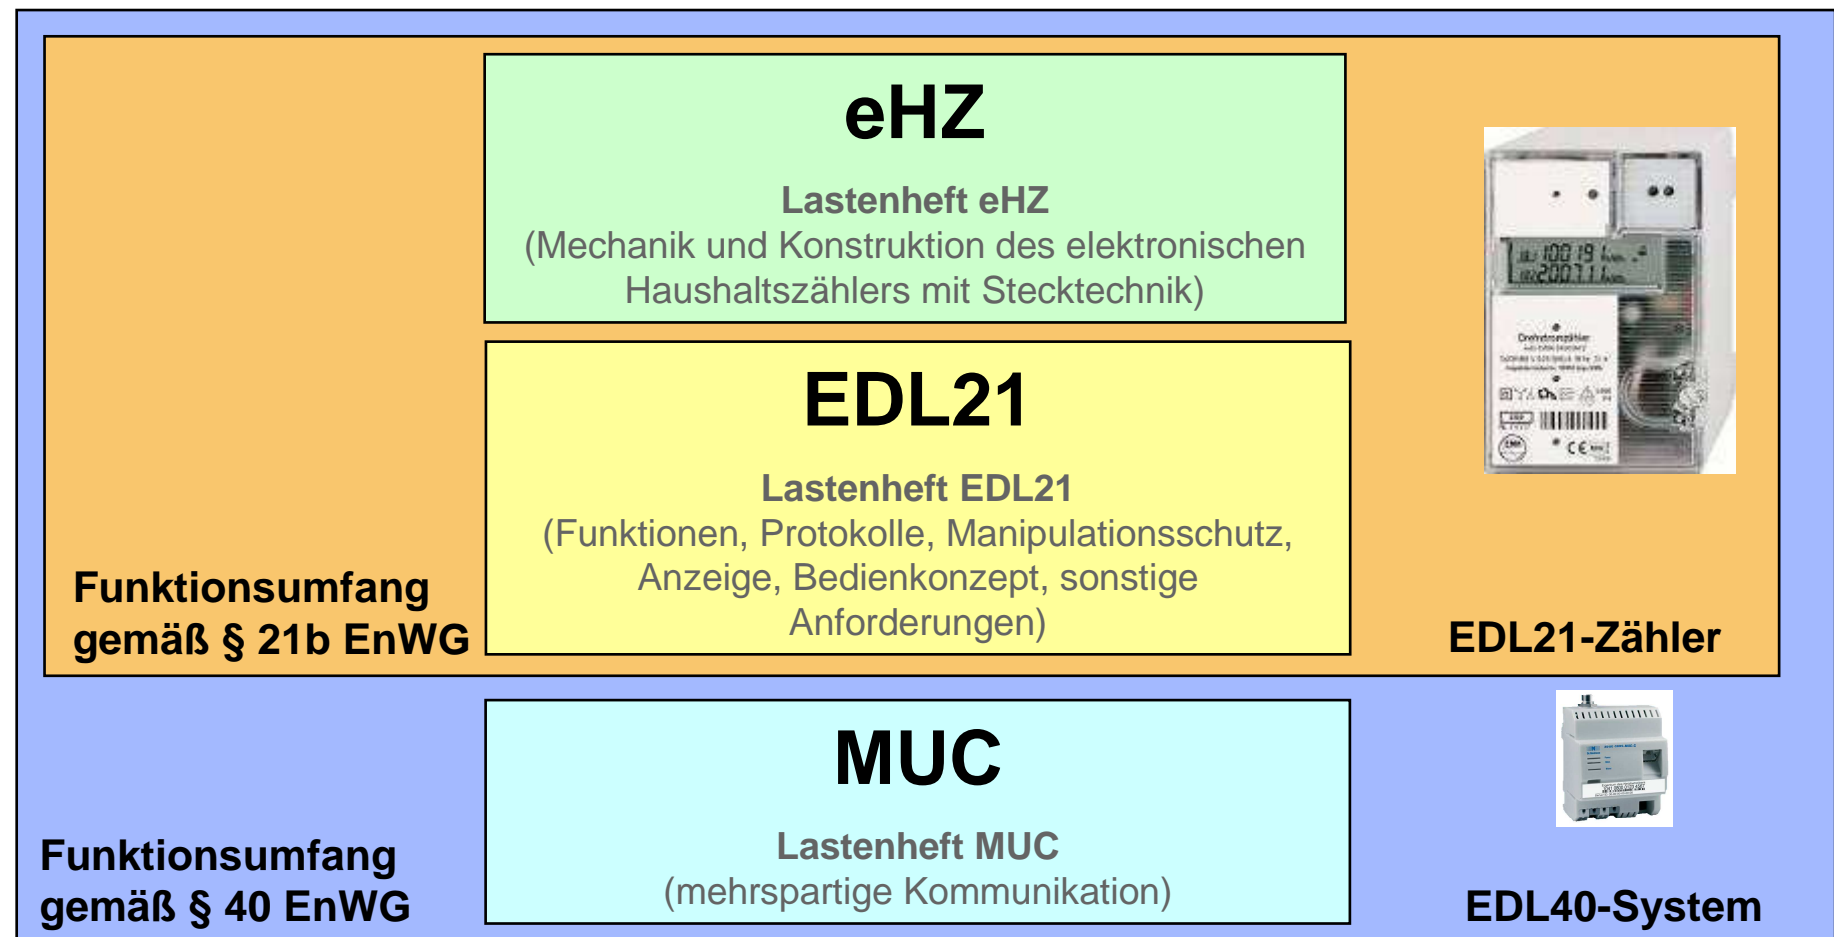 eHZ
Lastenheft eHZ
(Mechanik und Konstruktion des elektronischen
Haushaltszählers mit Stecktechnik)
EDL21
Lastenheft EDL21
(Funktionen, Protokolle, Manipulationsschutz,
Anzeige, Bedienkonzept, sonstige
Anforderungen)
Funktionsumfang
gemäß § 21b EnWG
Drehstromzähler
CE
EDL21-Zähler
MUC
Lastenheft MUC
(mehrspartige Kommunikation)
Funktionsumfang
gemäß § 40 EnWG
EDL40-System